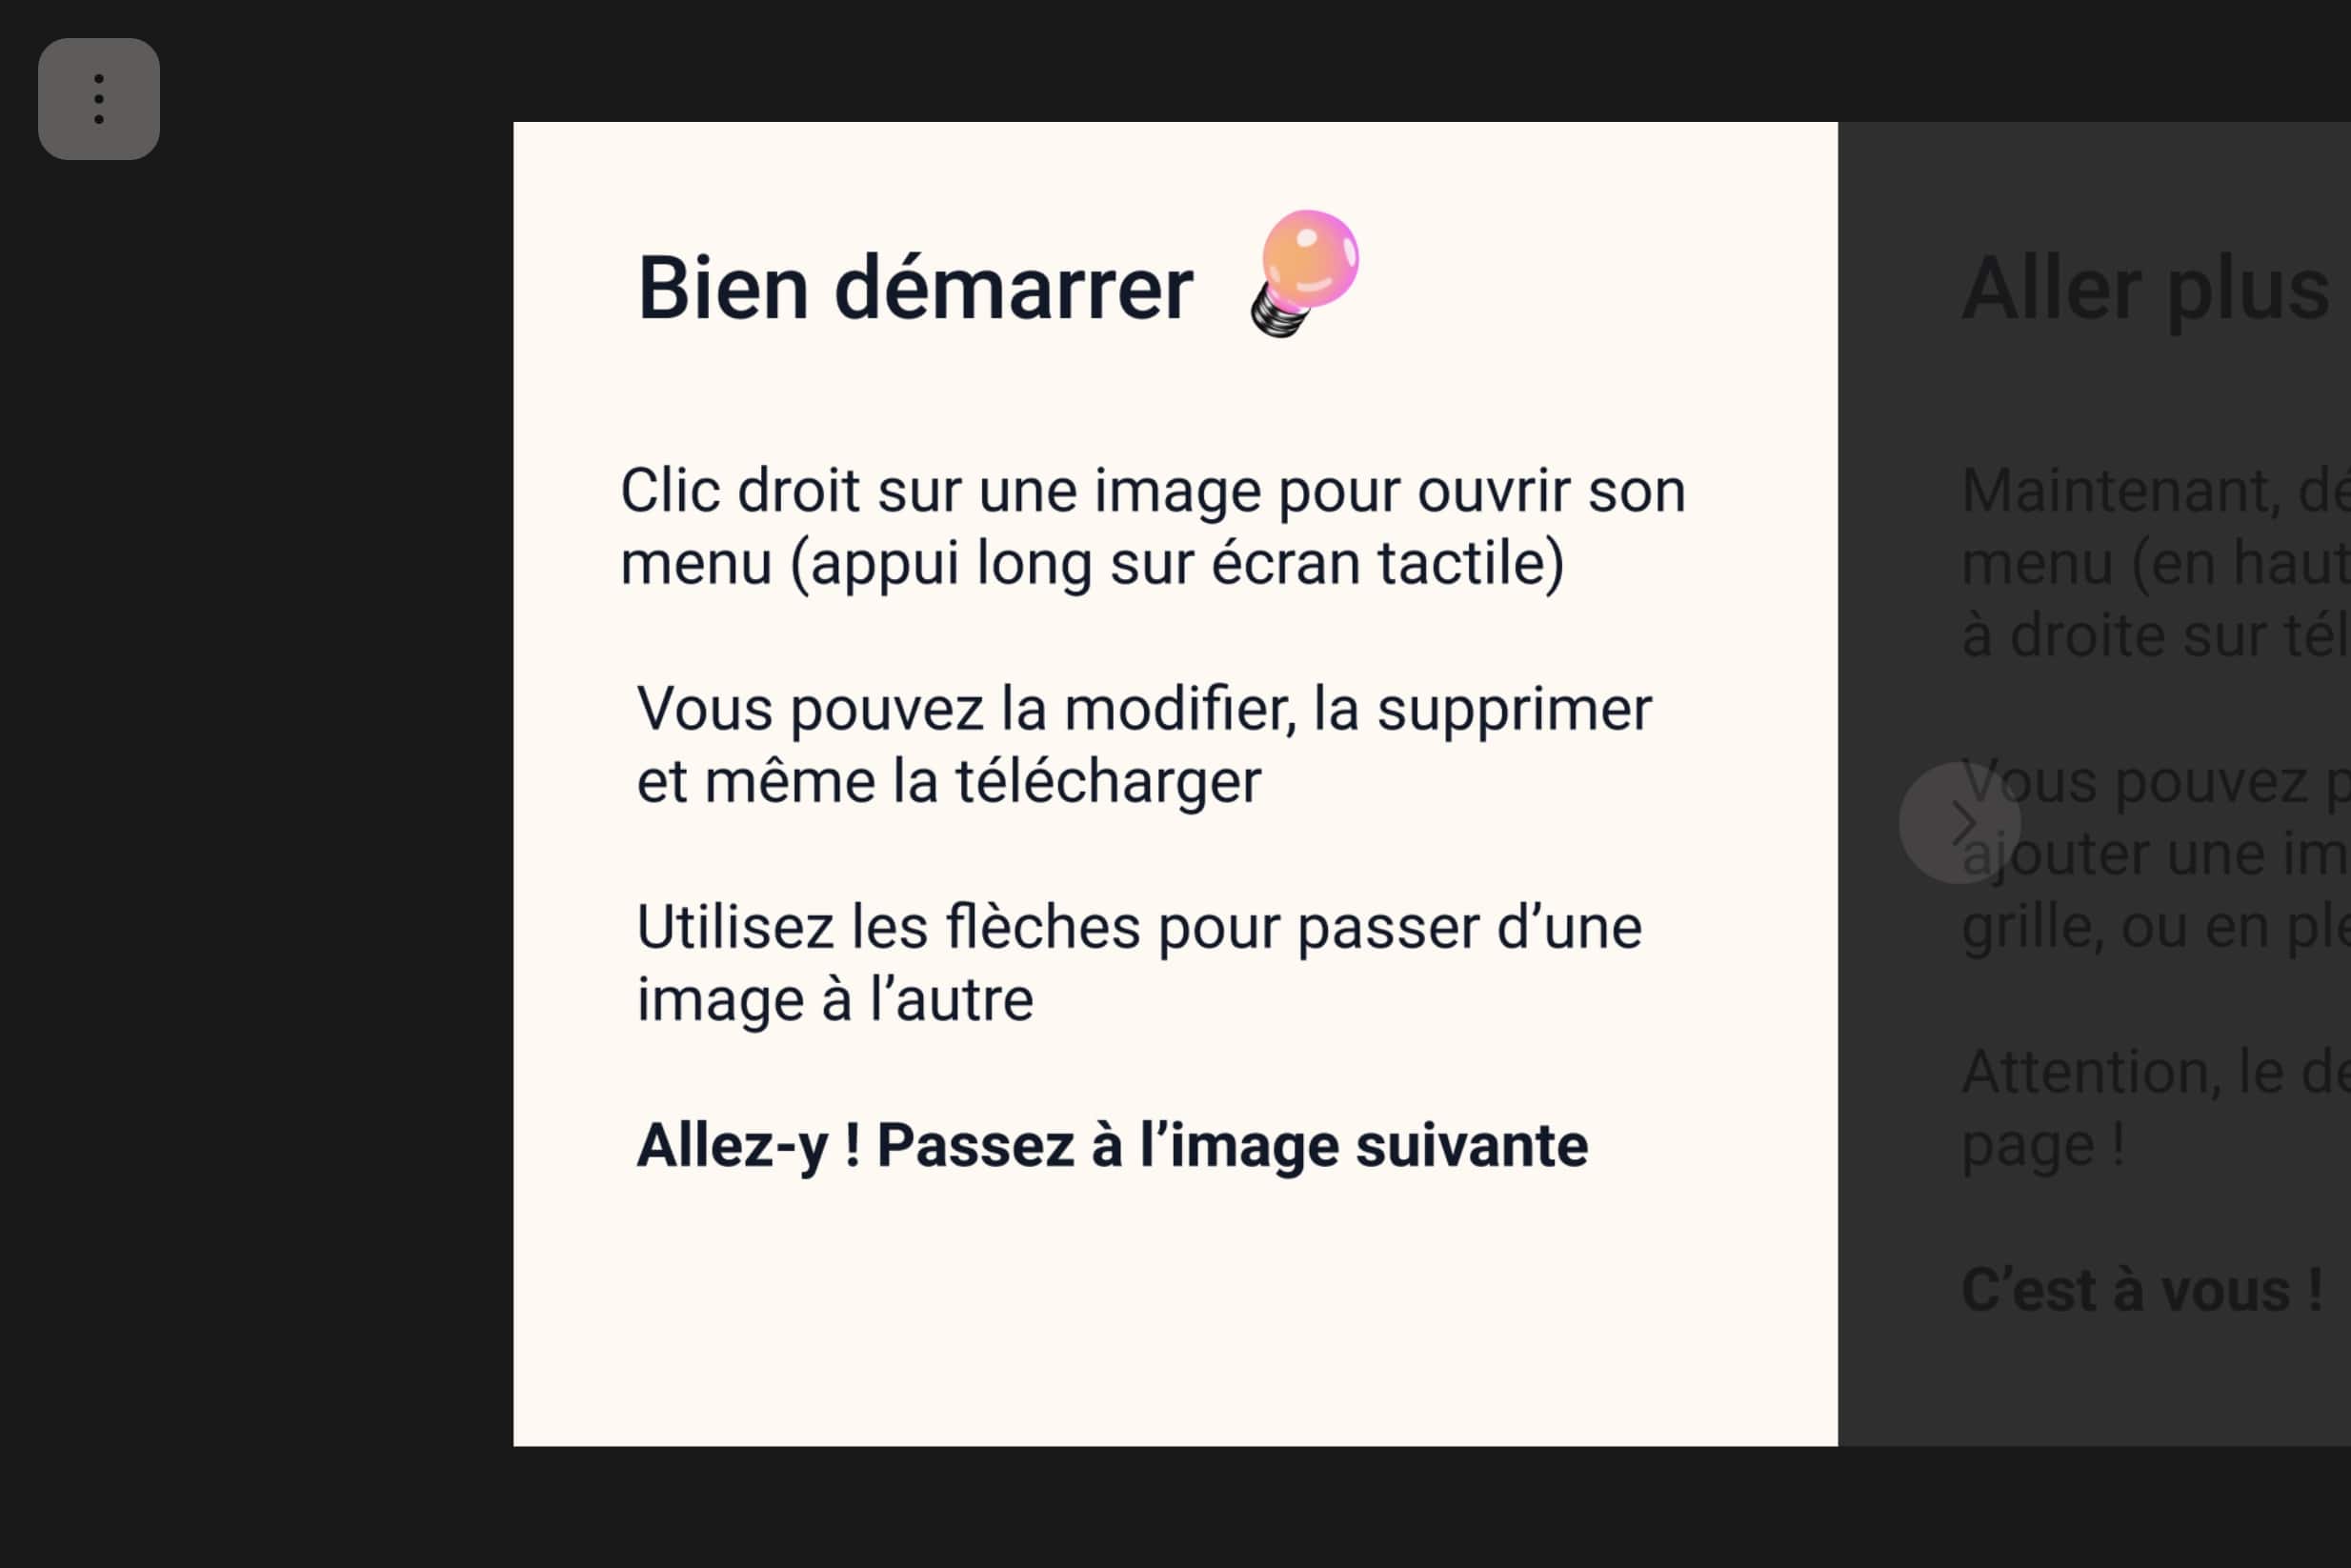 Bien démarrer
Clic droit sur une image pour ouvrir son
menu (appui long sur écran tactile)
Vous pouvez la modifier, la supprimer
et même la télécharger
Utilisez les flèches pour passer d’une
image à l’autre
Allez-y ! Passez à l’image suivante
Aller plus
Maintenant,
menu (en haut
à droite sur
Vous pouvez
ajouter une
grille, ou en
Attention, le
page !
C’est à vous !